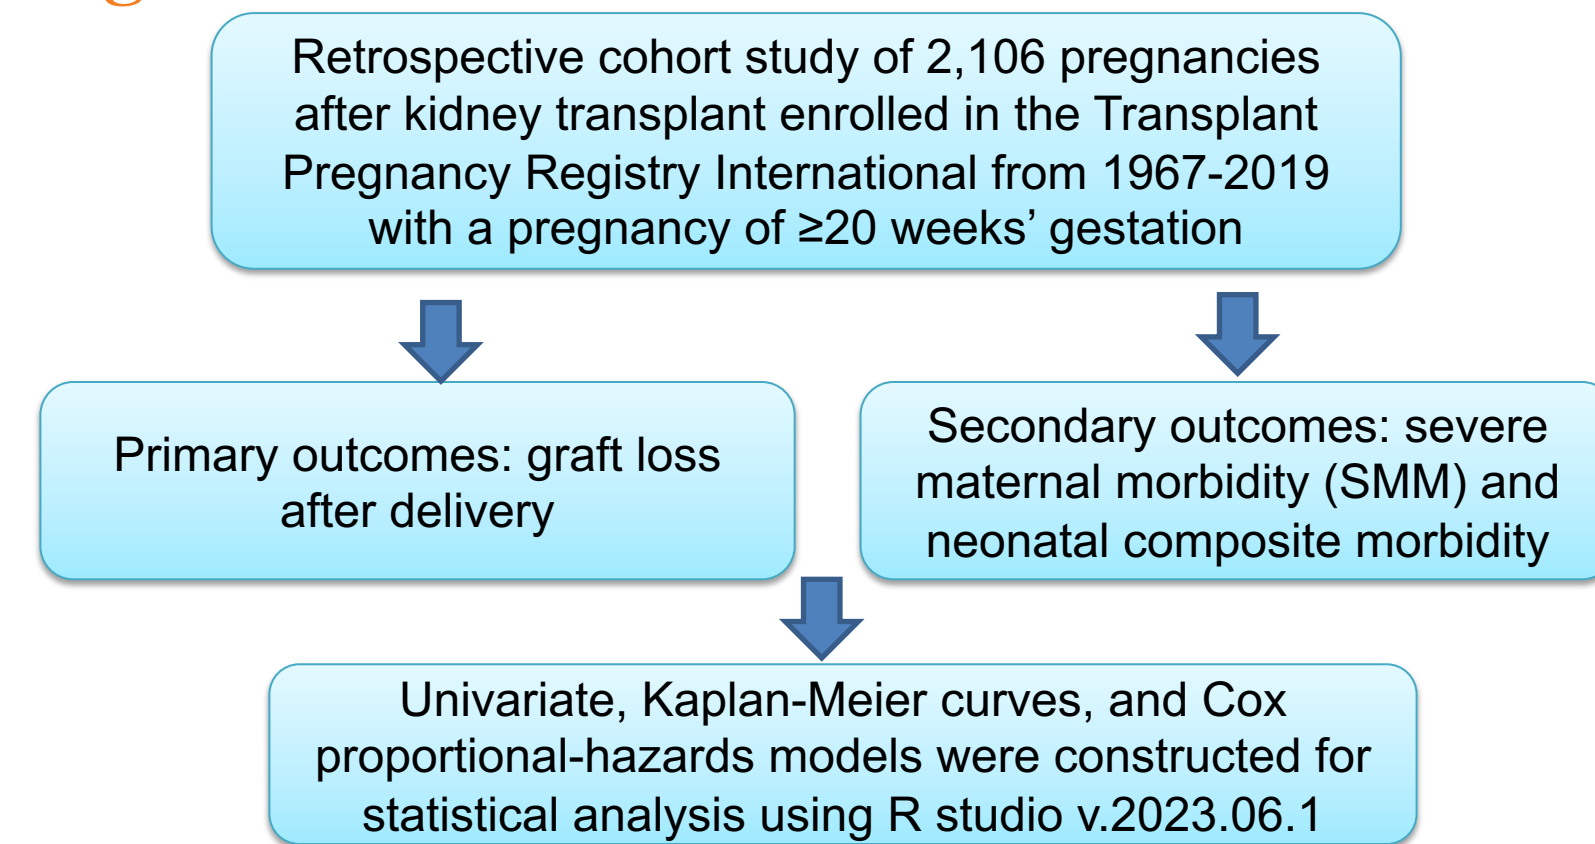 Retrospective cohort study of 2,106 pregnancies
after kidney transplant enrolled in the Transplant
Pregnancy Registry International from 1967-2019
with a pregnancy of ≥20 weeks’ gestation
Primary outcomes: graft loss
after delivery
Secondary outcomes: severe
maternal morbidity (SMM) and
neonatal composite morbidity
Univariate, Kaplan-Meier curves, and Cox
proportional-hazards models were constructed for
statistical analysis using R studio v.2023.06.1